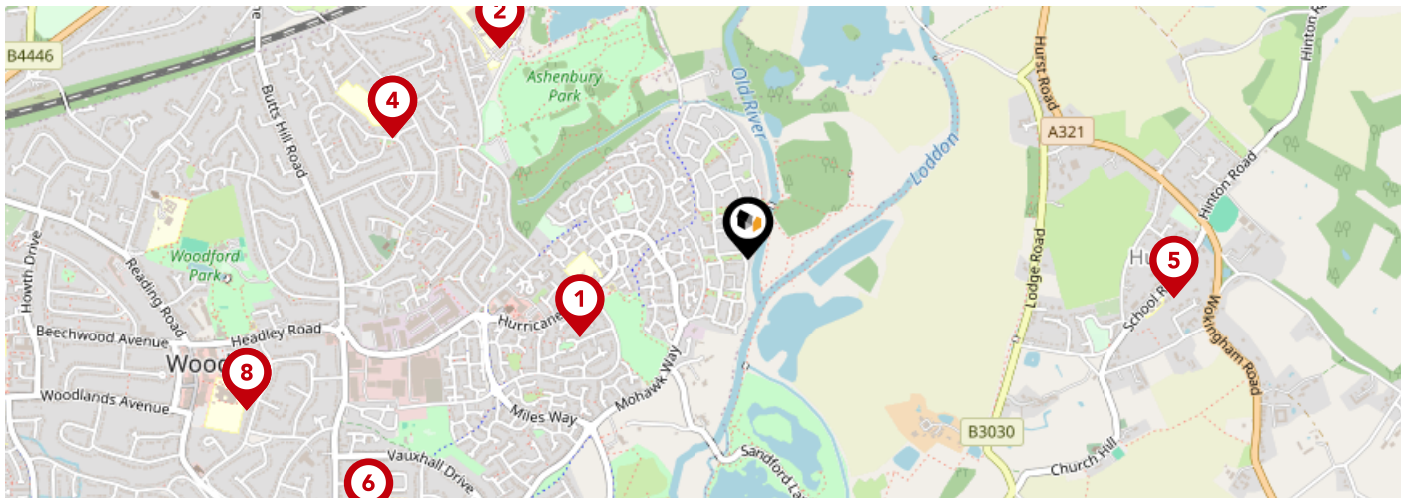 2
B4446
Ashenbury
Park
Old River
Hurst Road
Hinton R
4
Butts Hill Road
A321
Loddon
Hinton Road
Howth Drive
Woodford
Park
Reading Road
Lodge Road
Hu
5
School R
1
Hurricane
Beechwood Avenue
Headley Road
Wood
8
Woodlands Avenue
Mohawk Way
Miles Way
Wokingham Road
B3030
Vauxhall Drive
Sandford La
Church Hill
6